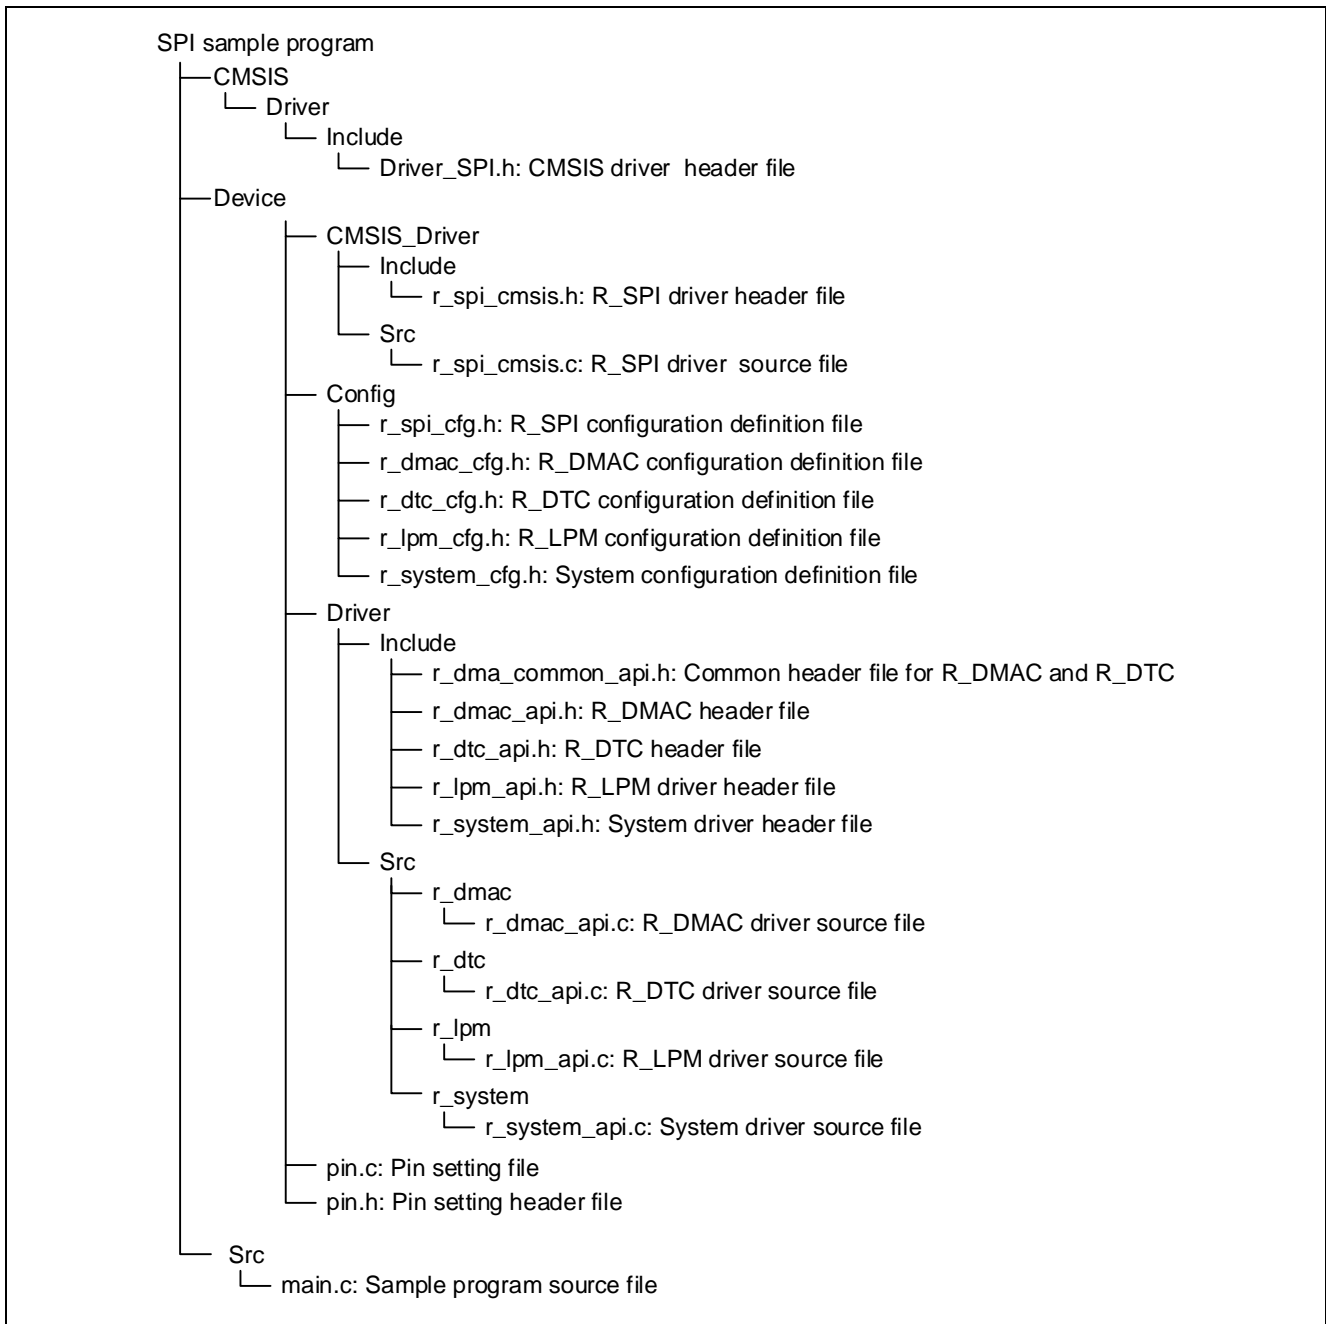 SPI sample program
CMSIS
Driver
Include
Driver_SPI.h: CMSIS driver header file
Device
CMSIS_Driver
Include
r_spi_cmsis.h: R_SPI driver header file
Src
r_spi_cmsis.c: R_SPI driver source file
Config
r_spi_cfg.h: R_SPI configuration definition file
r_dmac_cfg.h: R_DMAC configuration definition file
r_dtc_cfg.h: R_DTC configuration definition file
r_lpm_cfg.h: R_LPM configuration definition file
r_system_cfg.h: System configuration definition file
Driver
Include
r_dma_common_api.h: Common header file for R_DMAC and R_DTC
r_dmac_api.h: R_DMAC header file
r_dtc_api.h: R_DTC header file
r_lpm_api.h: R_LPM driver header file
r_system_api.h: System driver header file
Src
r_dmac
r_dmac_api.c: R_DMAC driver source file
r_dtc
r_dtc_api.c: R_DTC driver source file
r_lpm
r_lpm_api.c: R_LPM driver source file
r_system
r_system_api.c: System driver source file
pin.c: Pin setting file
pin.h: Pin setting header file
Src
main.c: Sample program source file